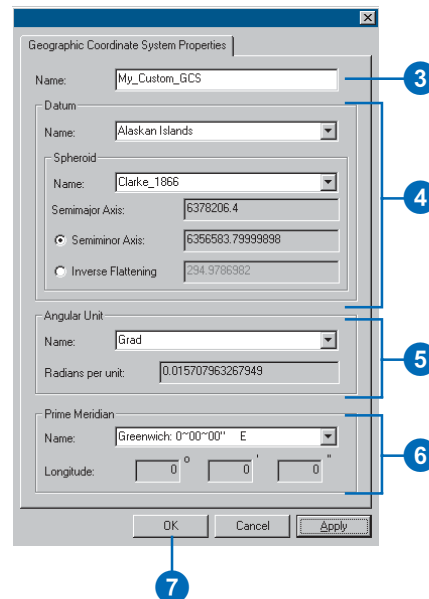 Geographic Coordinate System Properties
Name: My_Custom_GCS
3
Datum
Name: Alaskan Islands
Spheroid
Name: Clarke_1866
4
Semimajor Axis: 6378206.4
Semiminor Axis: 6356583.79999898
Inverse Flattening 294.9786982
Angular Unit
Name: Grad
5
Radians per unit: 0.015707963267949
Prime Meridian
Name: Greenwich: 0~00~00" E
6
Longitude: 0 ° 0 ' 0 "
OK Cancel Apply
7